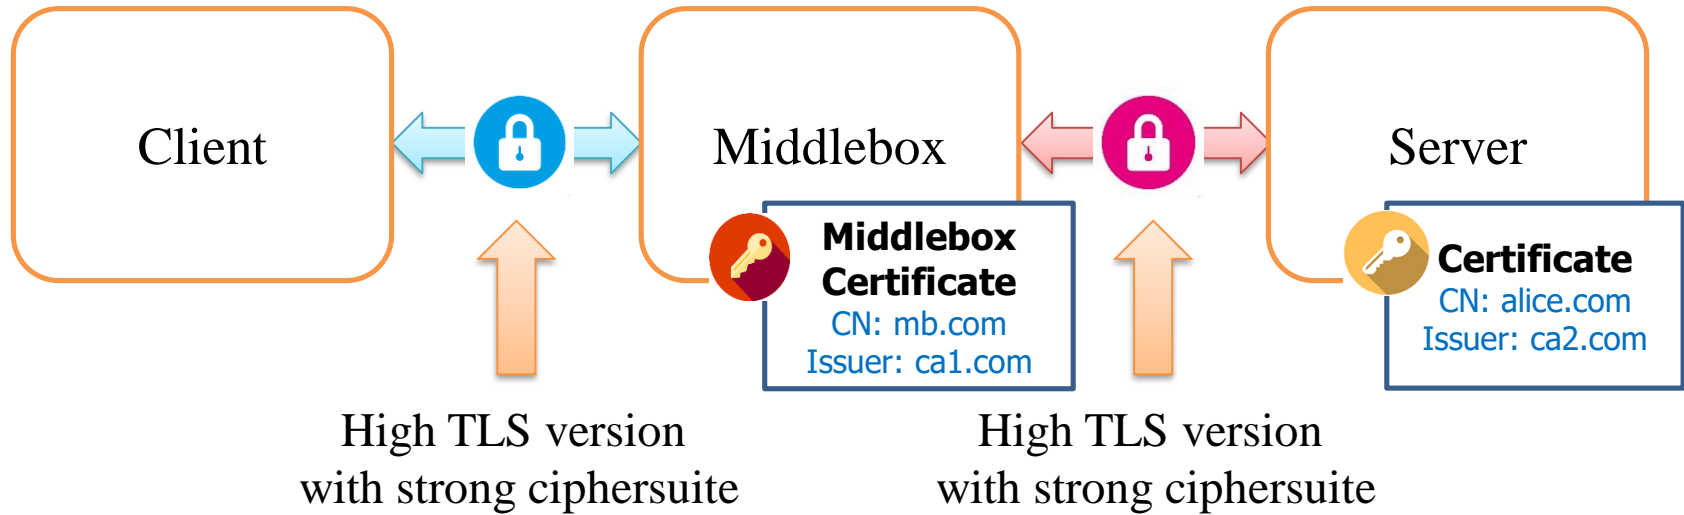 Client
Middlebox
Server
Middlebox
Certificate
CN: mb.com
Issuer: ca1.com
Certificate
CN: alice.com
Issuer: ca2.com
High TLS version
with strong ciphersuite
High TLS version
with strong ciphersuite